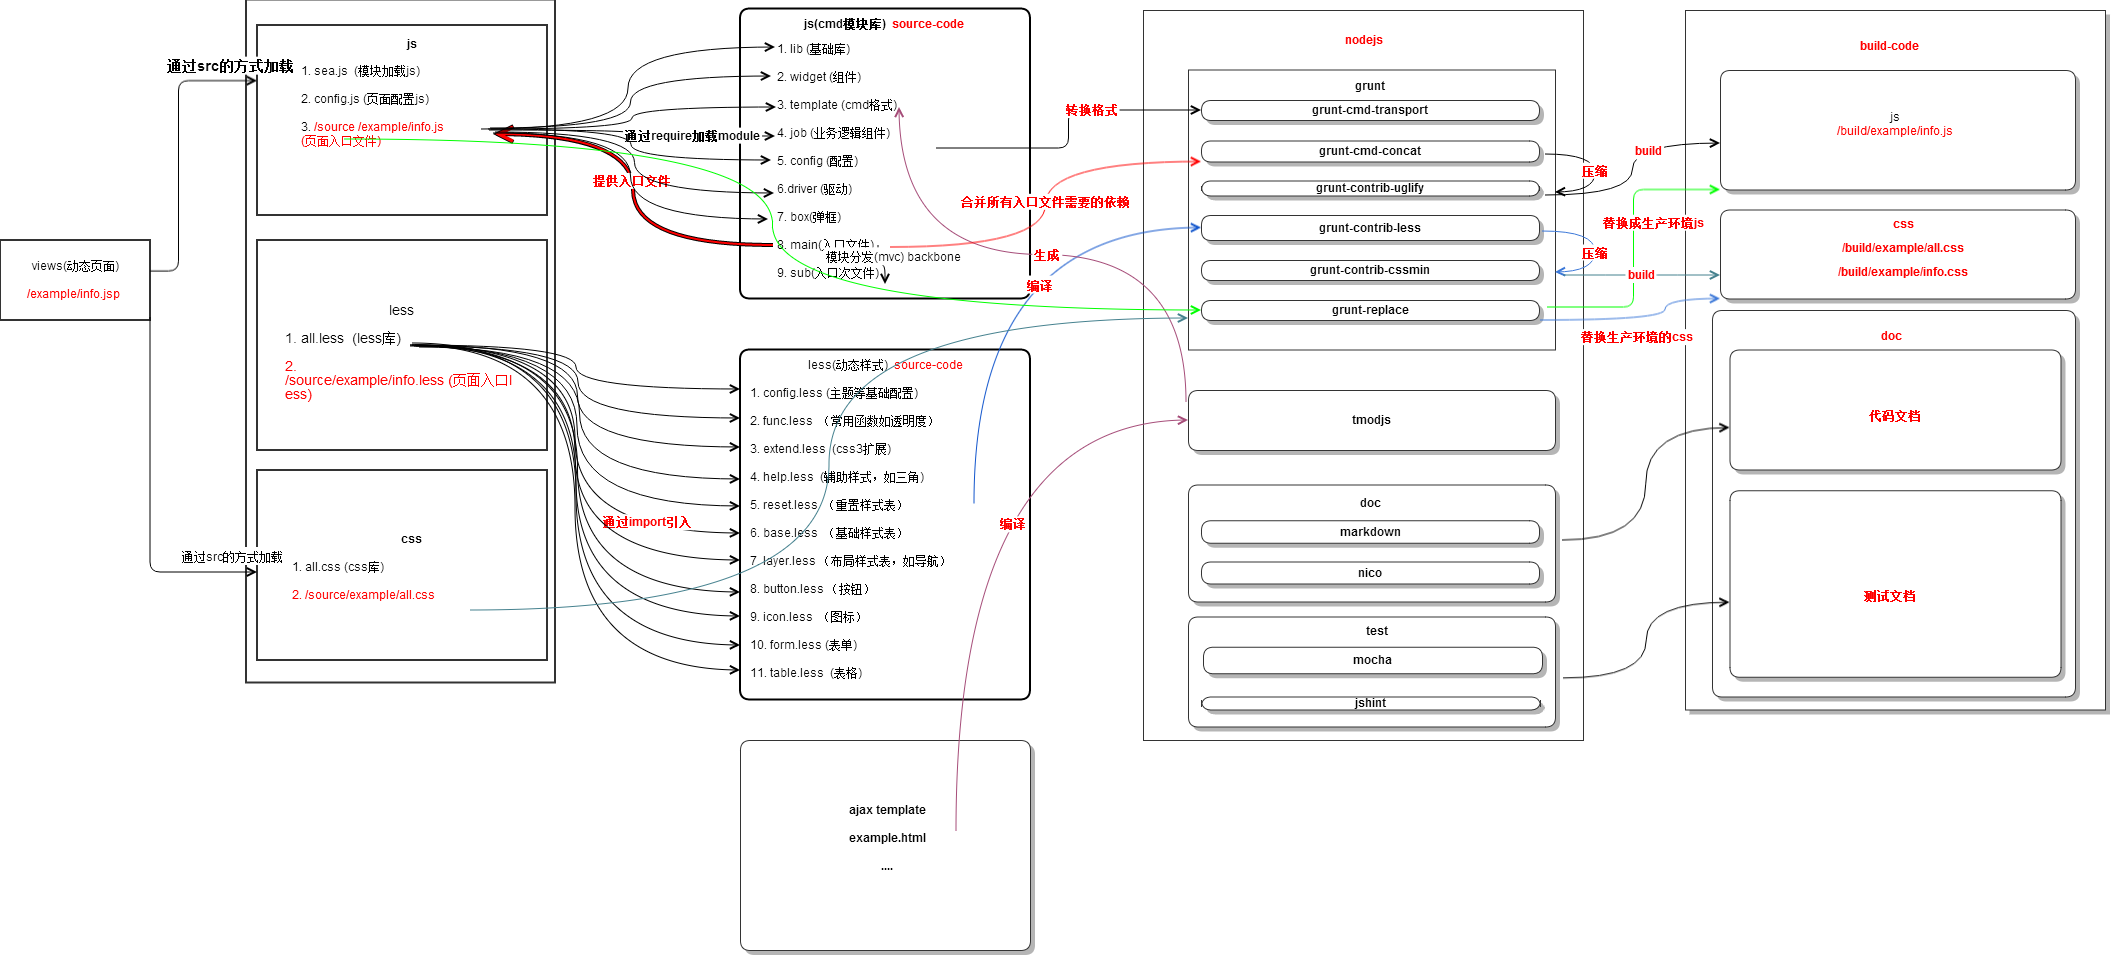 views(动态页面)
/example/info.jsp
通过src的方式加载
通过src的方式加载
js
1. sea.js  (模块加载js)
2. config.js (页面配置js)
3. /source /example/info.js
(页面入口文件)
less
1. all.less（less库）
2.
/source/example/info.less (页面入口l
ess)
css
1. all.css (css库)
2. /source/example/all.css
通过require加载module
提供入口文件
通过import引入
js(cmd模块库)  source-code
1. lib (基础库)
2. widget (组件)
3. template (cmd格式)
4. job (业务逻辑组件)
5. config (配置)
6.driver (驱动)
7. box(弹框)
8. main(入口文件)
模块分发(mvc) backbone
9. sub(入口次文件)
less(动态样式)  source-code
1. config.less (主题等基础配置)
2. func.less （常用函数如透明度）
3. extend.less  (css3扩展)
4. help.less  (辅助样式，如三角)
5. reset.less （重置样式表）
6. base.less （基础样式表）
7. layer.less （布局样式表，如导航）
8. button.less （按钮）
9. icon.less （图标）
10. form.less (表单)
11. table.less  (表格)
ajax template
example.html
....
转换格式
合并所有入口文件需要的依赖
生成
编译
编译
nodejs
grunt
grunt-cmd-transport
grunt-cmd-concat
grunt-contrib-uglify
grunt-contrib-less
grunt-contrib-cssmin
grunt-replace
tmodjs
doc
markdown
nico
test
mocha
jshint
压缩
build
替换成生产环境js
压缩
build
替换生产环境的css
build-code
js
/build/example/info.js
css
/build/example/all.css
/build/example/info.css
doc
代码文档
测试文档